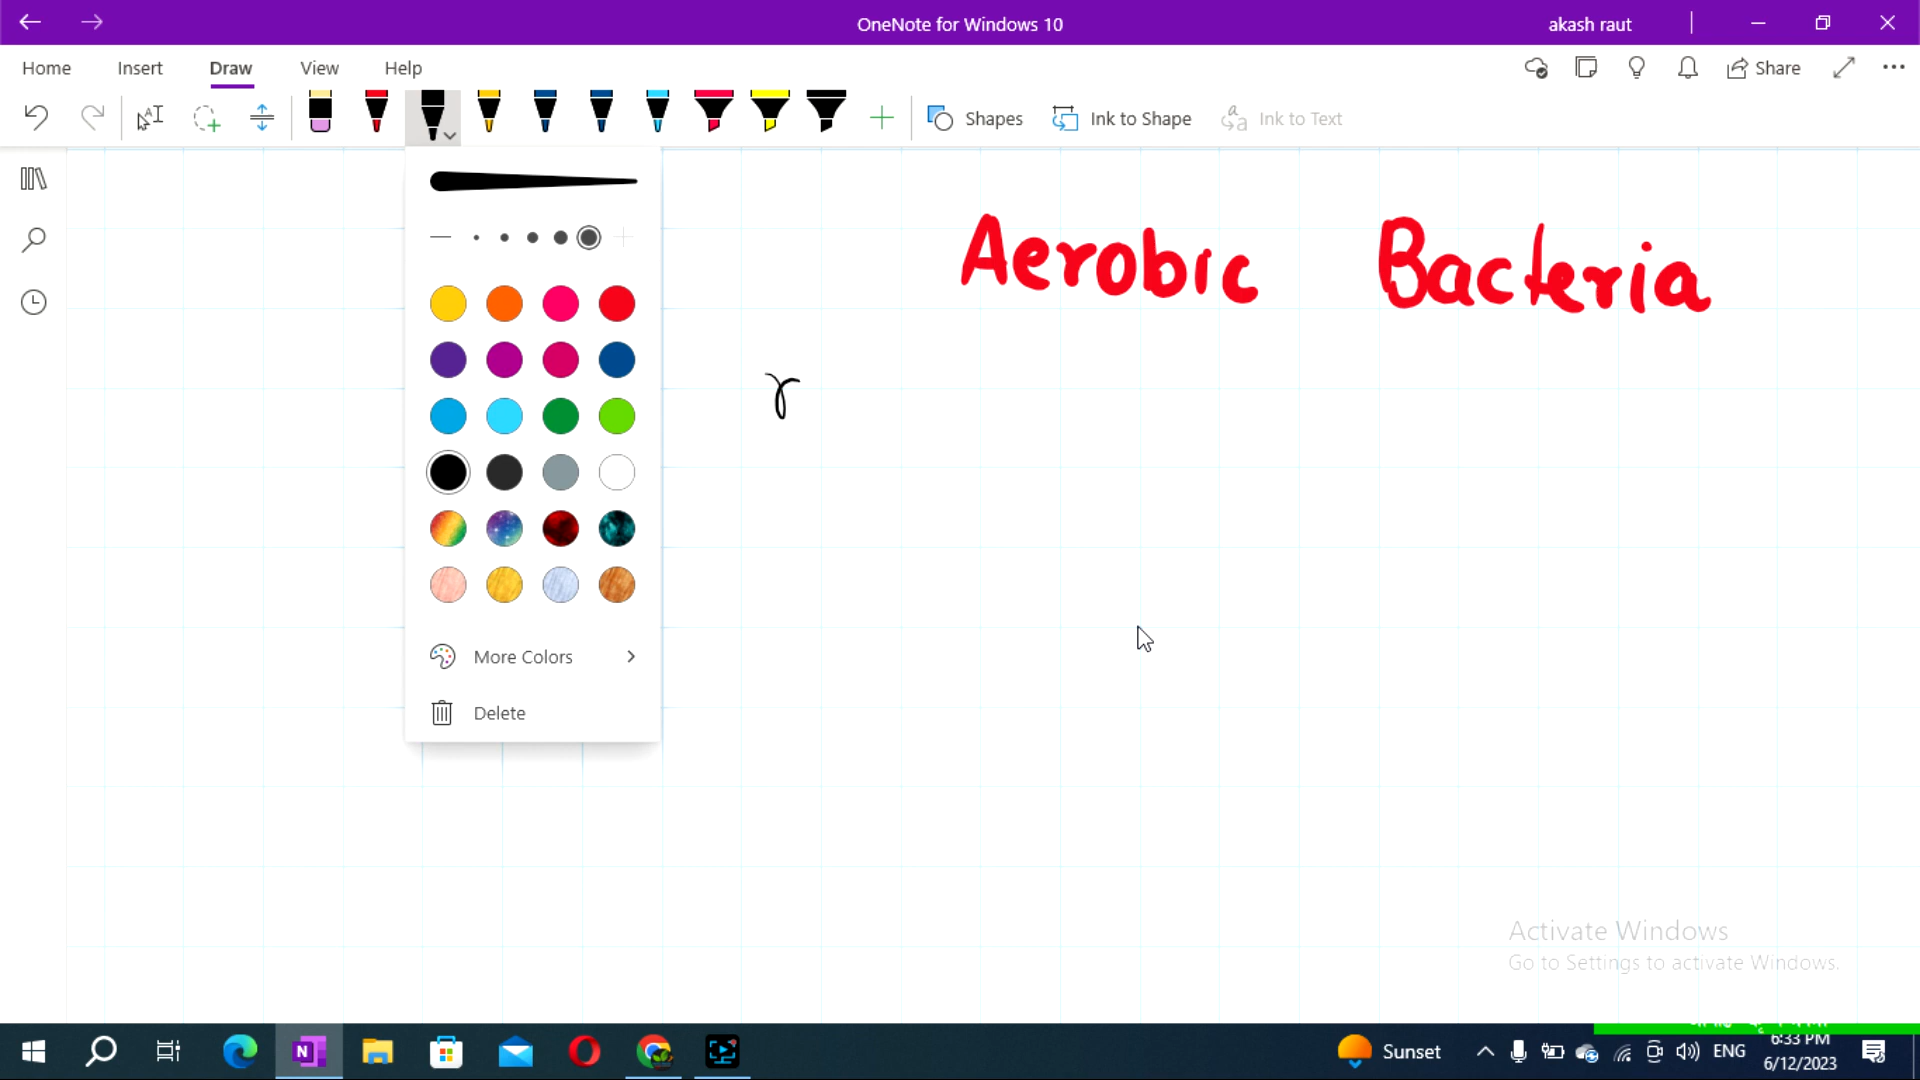 OneNote for Windows 10
akash raut
Home Insert Draw View Help
Share
Shapes Ink to Shape Ink to Text
Aerobic Bacteria
r
More Colors
Delete
Activate Windows
Go to Settings to activate Windows.
Sunset
ENG
6:33 PM
6/12/2023